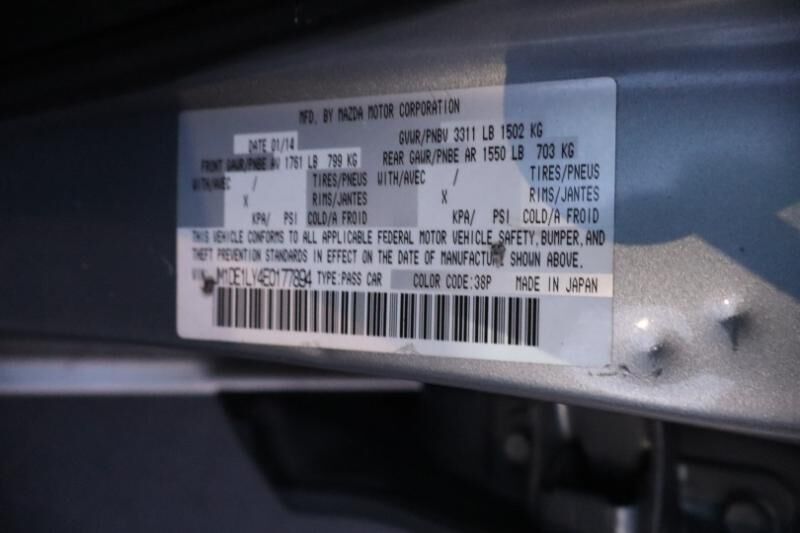 MFD. BY MAZDA MOTOR CORPORATION
DATE 01/14 GVWR/PNBV 3311 LB 1502 KG
FRONT GAWR/PNBE AV 1761 LB 799 KG REAR GAWR/PNBE AR 1550 LB 703 KG
WITH/AVEC / TIRES/PNEUS WITH/AVEC / TIRES/PNEUS
X RIMS/JANTES X RIMS/JANTES
KPA/ PSI COLD/A FROID KPA/ PSI COLD/A FROID
THIS VEHICLE CONFORMS TO ALL APPLICABLE FEDERAL MOTOR VEHICLE SAFETY, BUMPER, AND
THEFT PREVENTION STANDARDS IN EFFECT ON THE DATE OF MANUFACTURE SHOWN ABOVE.
VIN: TYPE:PASS CAR COLOR CODE:38P MADE IN JAPAN